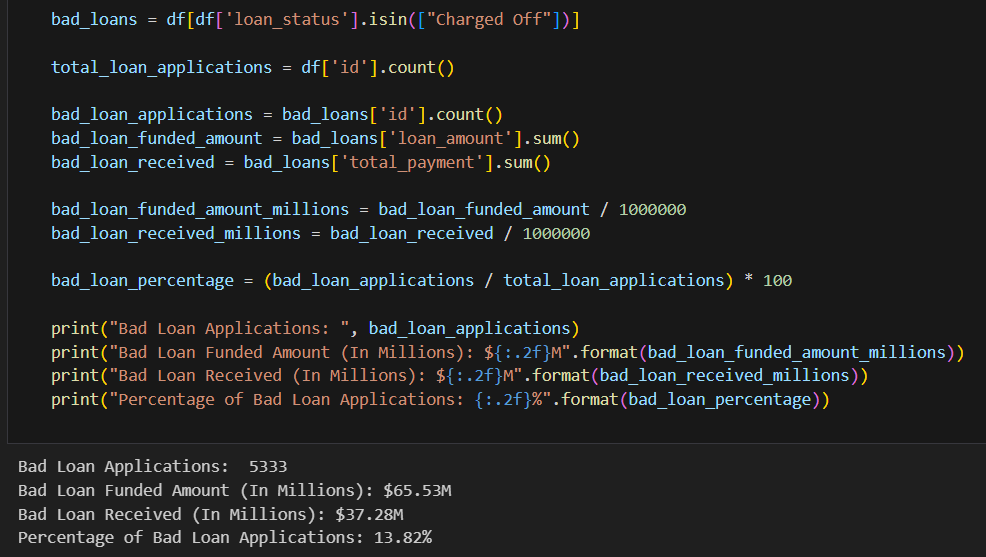 bad_loans = df[df['loan_status'].isin(["Charged Off"])]
total_loan_applications = df['id'].count()
bad_loan_applications = bad_loans['id'].count()
bad_loan_funded_amount = bad_loans['loan_amount'].sum()
bad_loan_received = bad_loans['total_payment'].sum()
bad_loan_funded_amount_millions = bad_loan_funded_amount / 1000000
bad_loan_received_millions = bad_loan_received / 1000000
bad_loan_percentage = (bad_loan_applications / total_loan_applications) * 100
print("Bad Loan Applications: ", bad_loan_applications)
print("Bad Loan Funded Amount (In Millions): ${:.2f}M".format(bad_loan_funded_amount_millions))
print("Bad Loan Received (In Millions): ${:.2f}M".format(bad_loan_received_millions))
print("Percentage of Bad Loan Applications: {:.2f}%".format(bad_loan_percentage))
Bad Loan Applications:  5333
Bad Loan Funded Amount (In Millions): $65.53M
Bad Loan Received (In Millions): $37.28M
Percentage of Bad Loan Applications: 13.82%